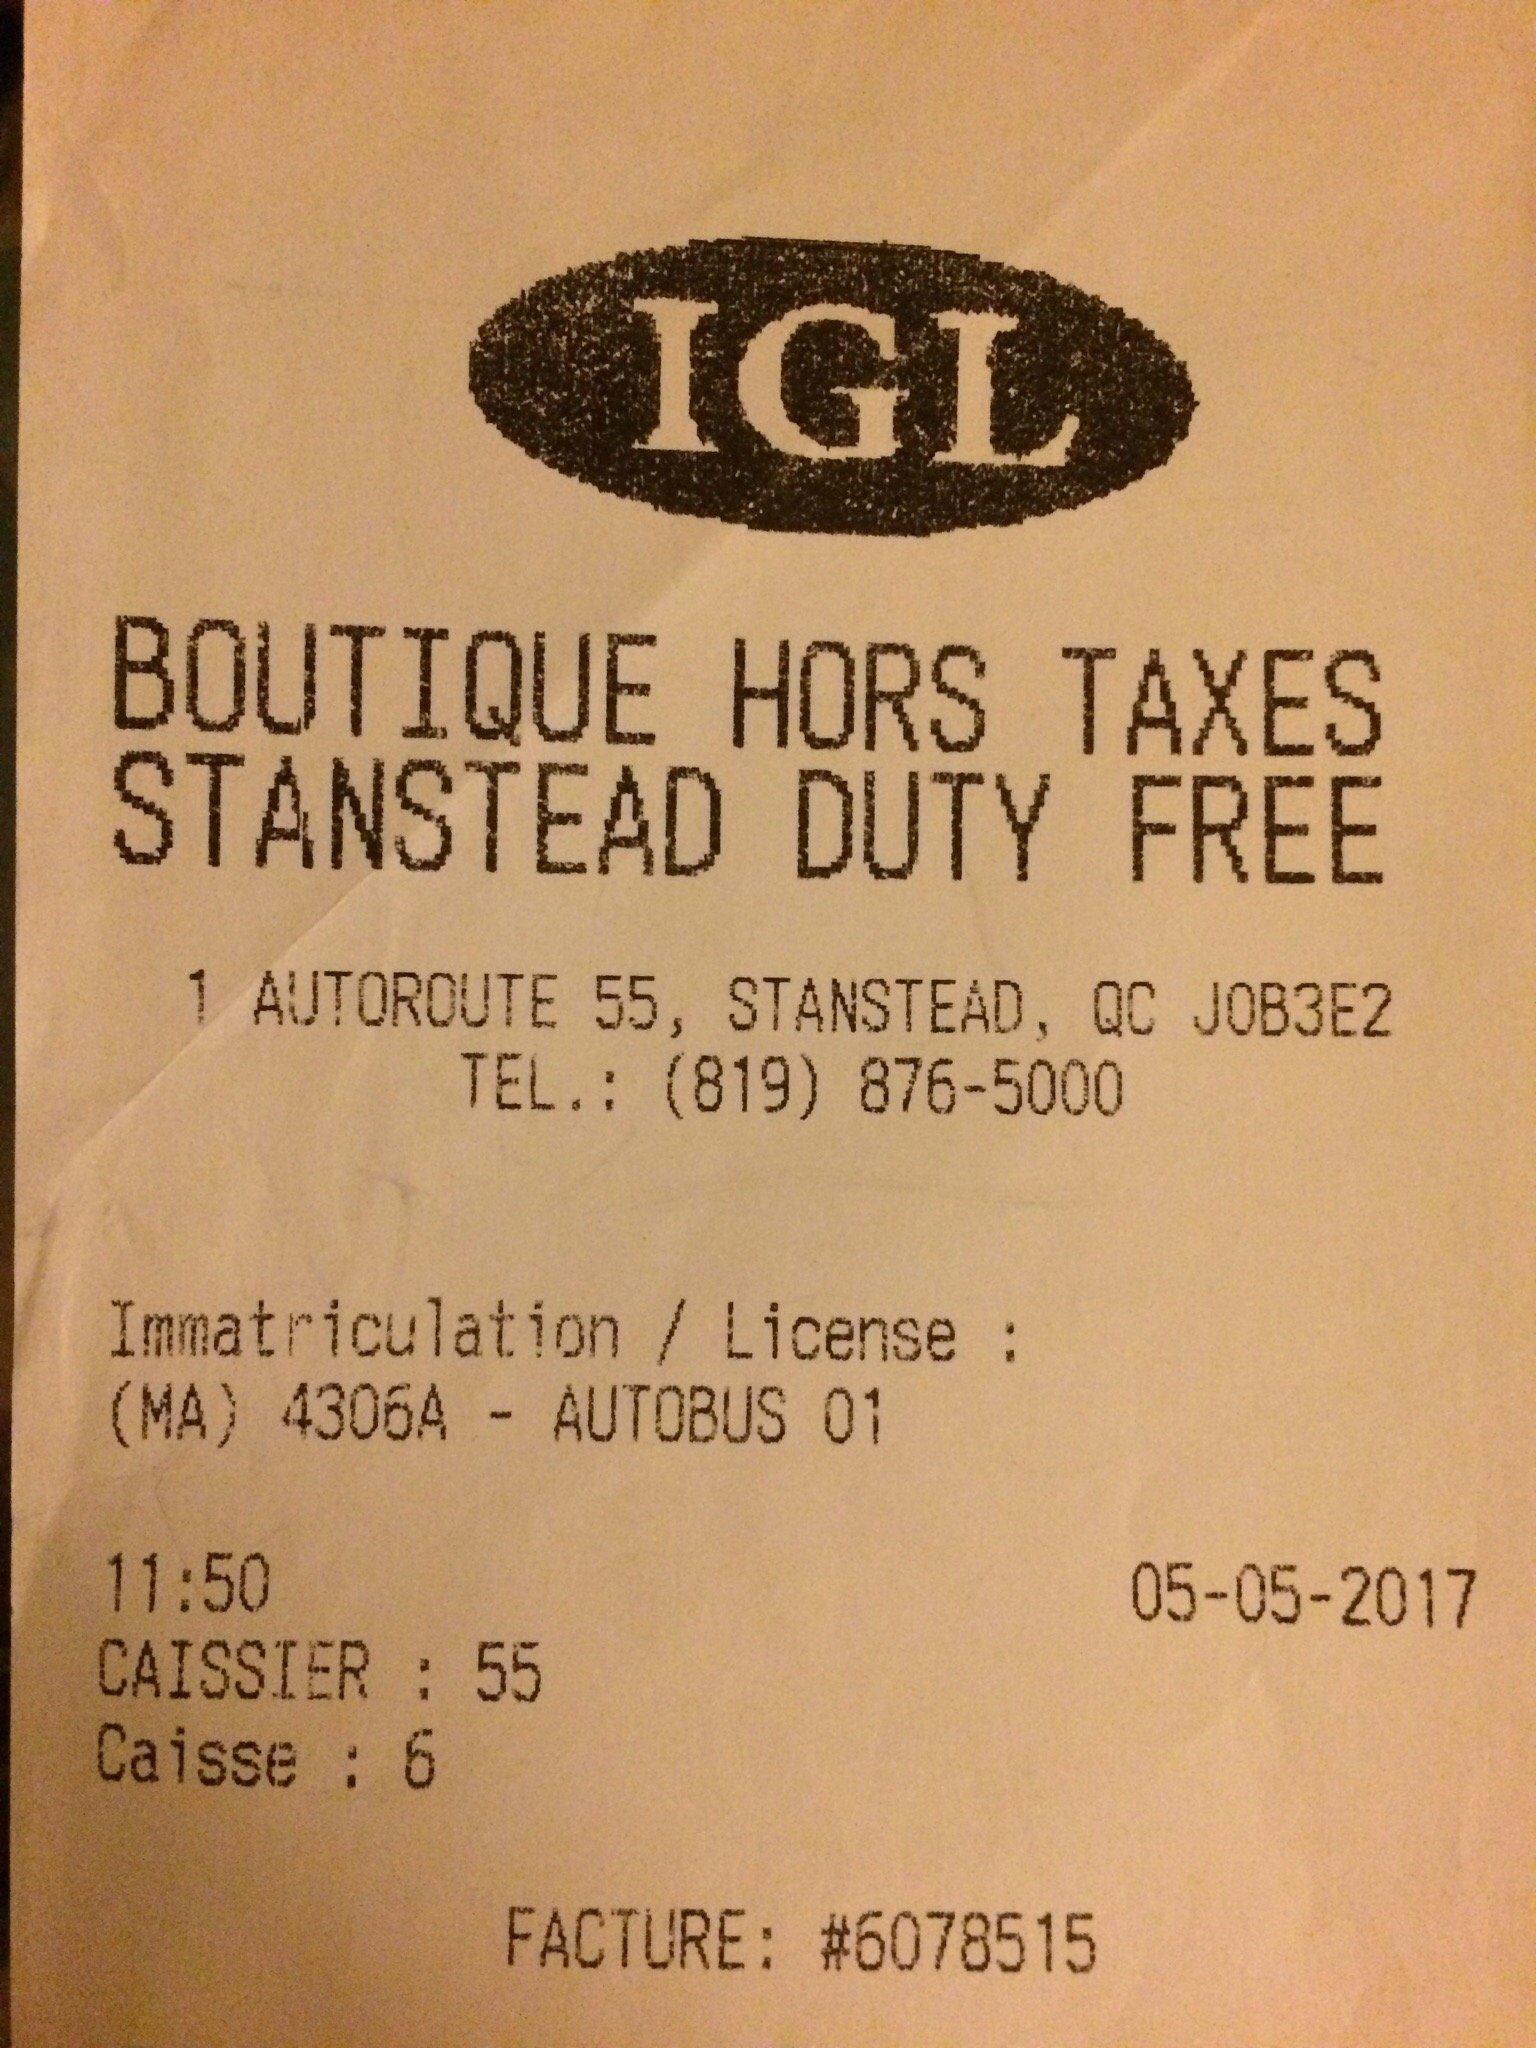 IGL
BOUTIQUE HORS TAXES
STANSTEAD DUTY FREE
1 AUTOROUTE 55, STANSTEAD, QC J0B3E2
TEL.: (819) 876-5000
Immatriculation / License :
(MA) 4306A - AUTOBUS 01
11:50 05-05-2017
CAISSIER : 55
Caisse : 6
FACTURE: #6078515